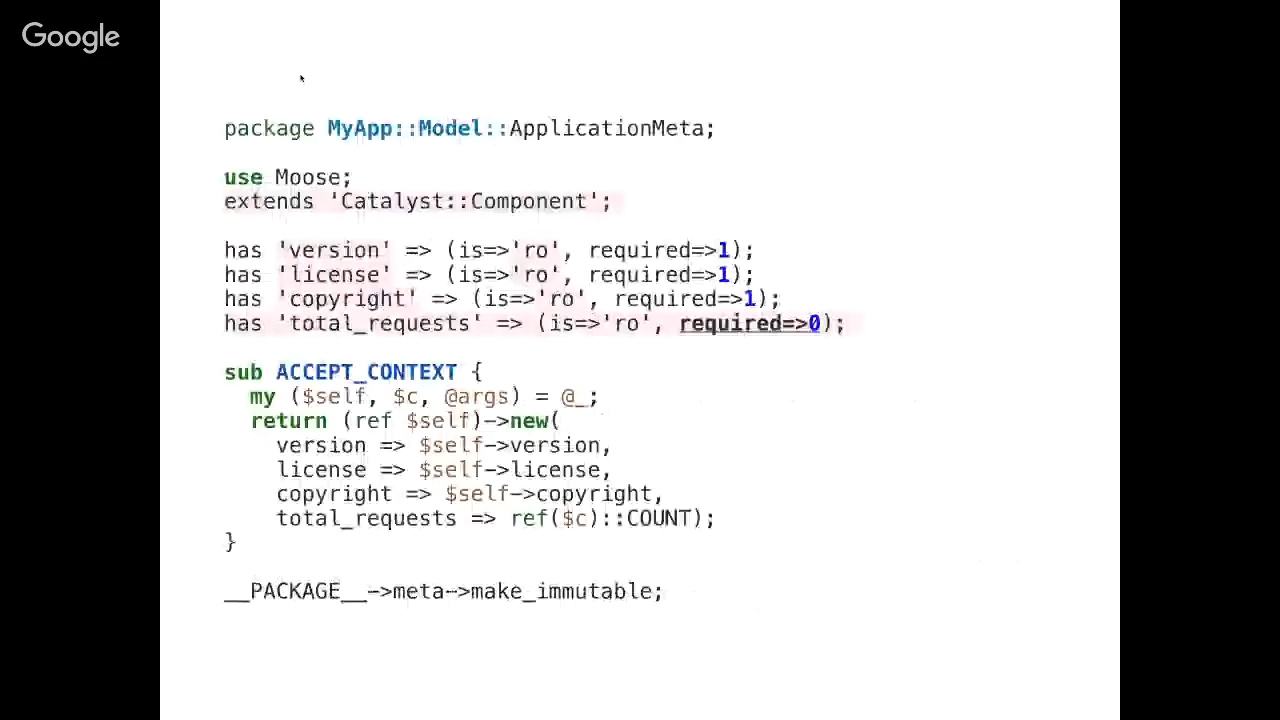 Google
package MyApp::Model::ApplicationMeta;
use Moose;
extends 'Catalyst::Component';
has 'version' => (is=>'ro', required=>1);
has 'license' => (is=>'ro', required=>1);
has 'copyright' => (is=>'ro', required=>1);
has 'total_requests' => (is=>'ro', required=>0);
sub ACCEPT_CONTEXT {
  my ($self, $c, @args) = @_;
  return (ref $self)->new(
    version => $self->version,
    license => $self->license,
    copyright => $self->copyright,
    total_requests => ref($c)::COUNT);
}
__PACKAGE__->meta->make_immutable;